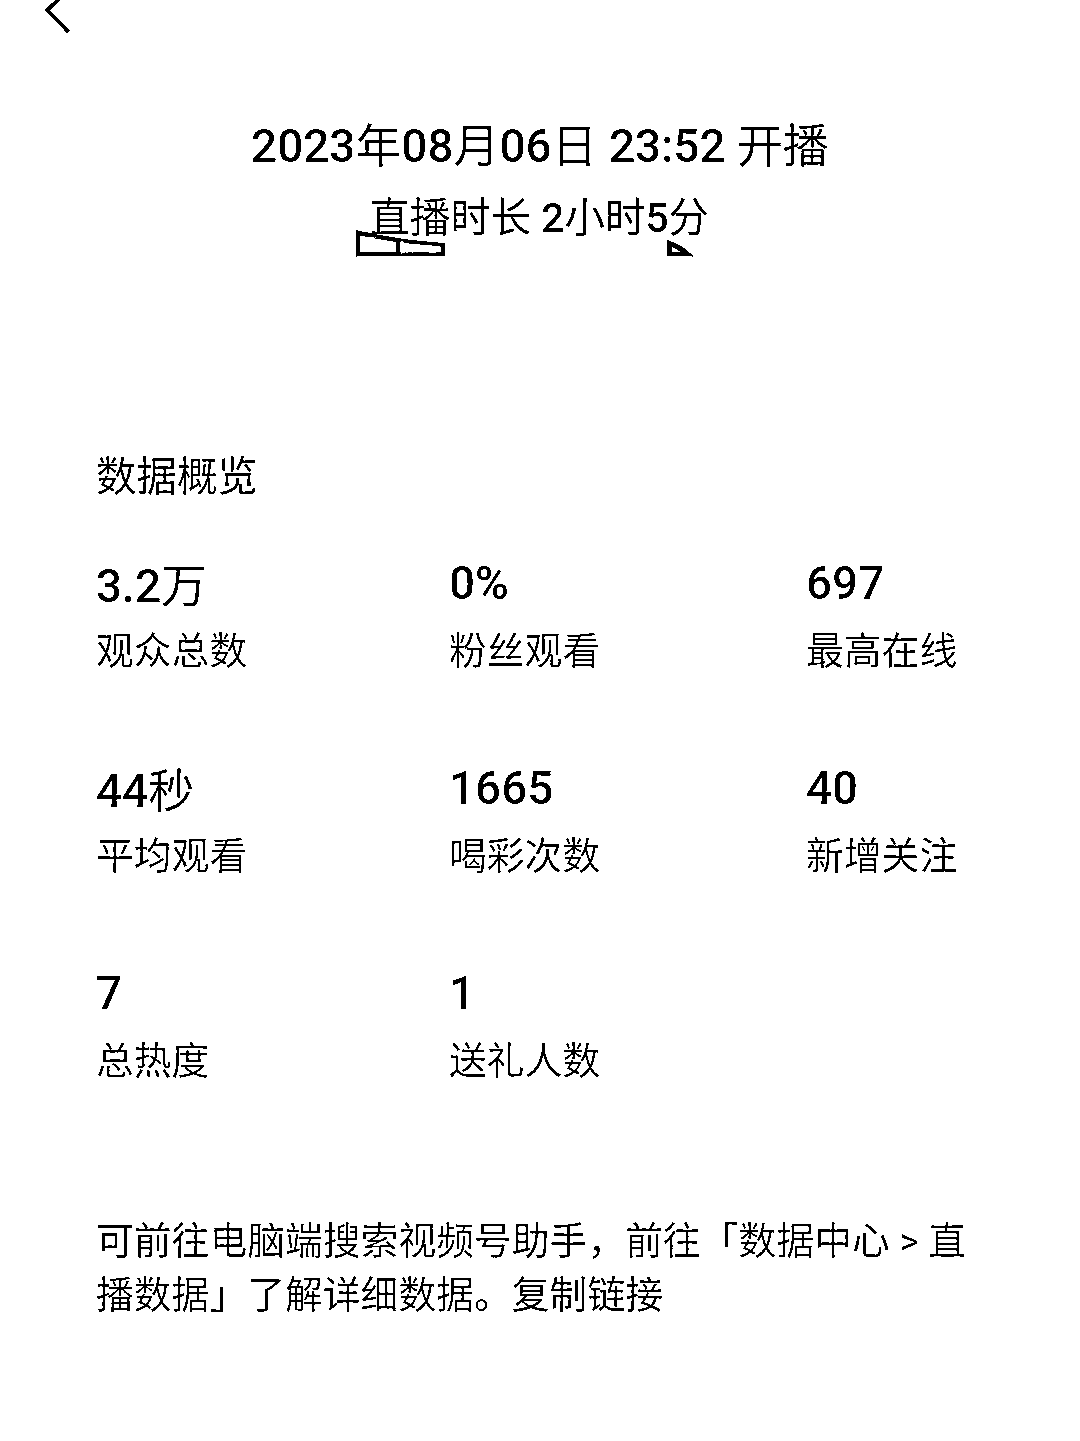 2023年08月06日 23:52 开播
直播时长 2小时5分
数据概览
3.2万
0%
697
观众总数
粉丝观看
最高在线
44秒
1665
40
平均观看
喝彩次数
新增关注
7
1
总热度
送礼人数
可前往电脑端搜索视频号助手，前往「数据中心 > 直
播数据」了解详细数据。复制链接